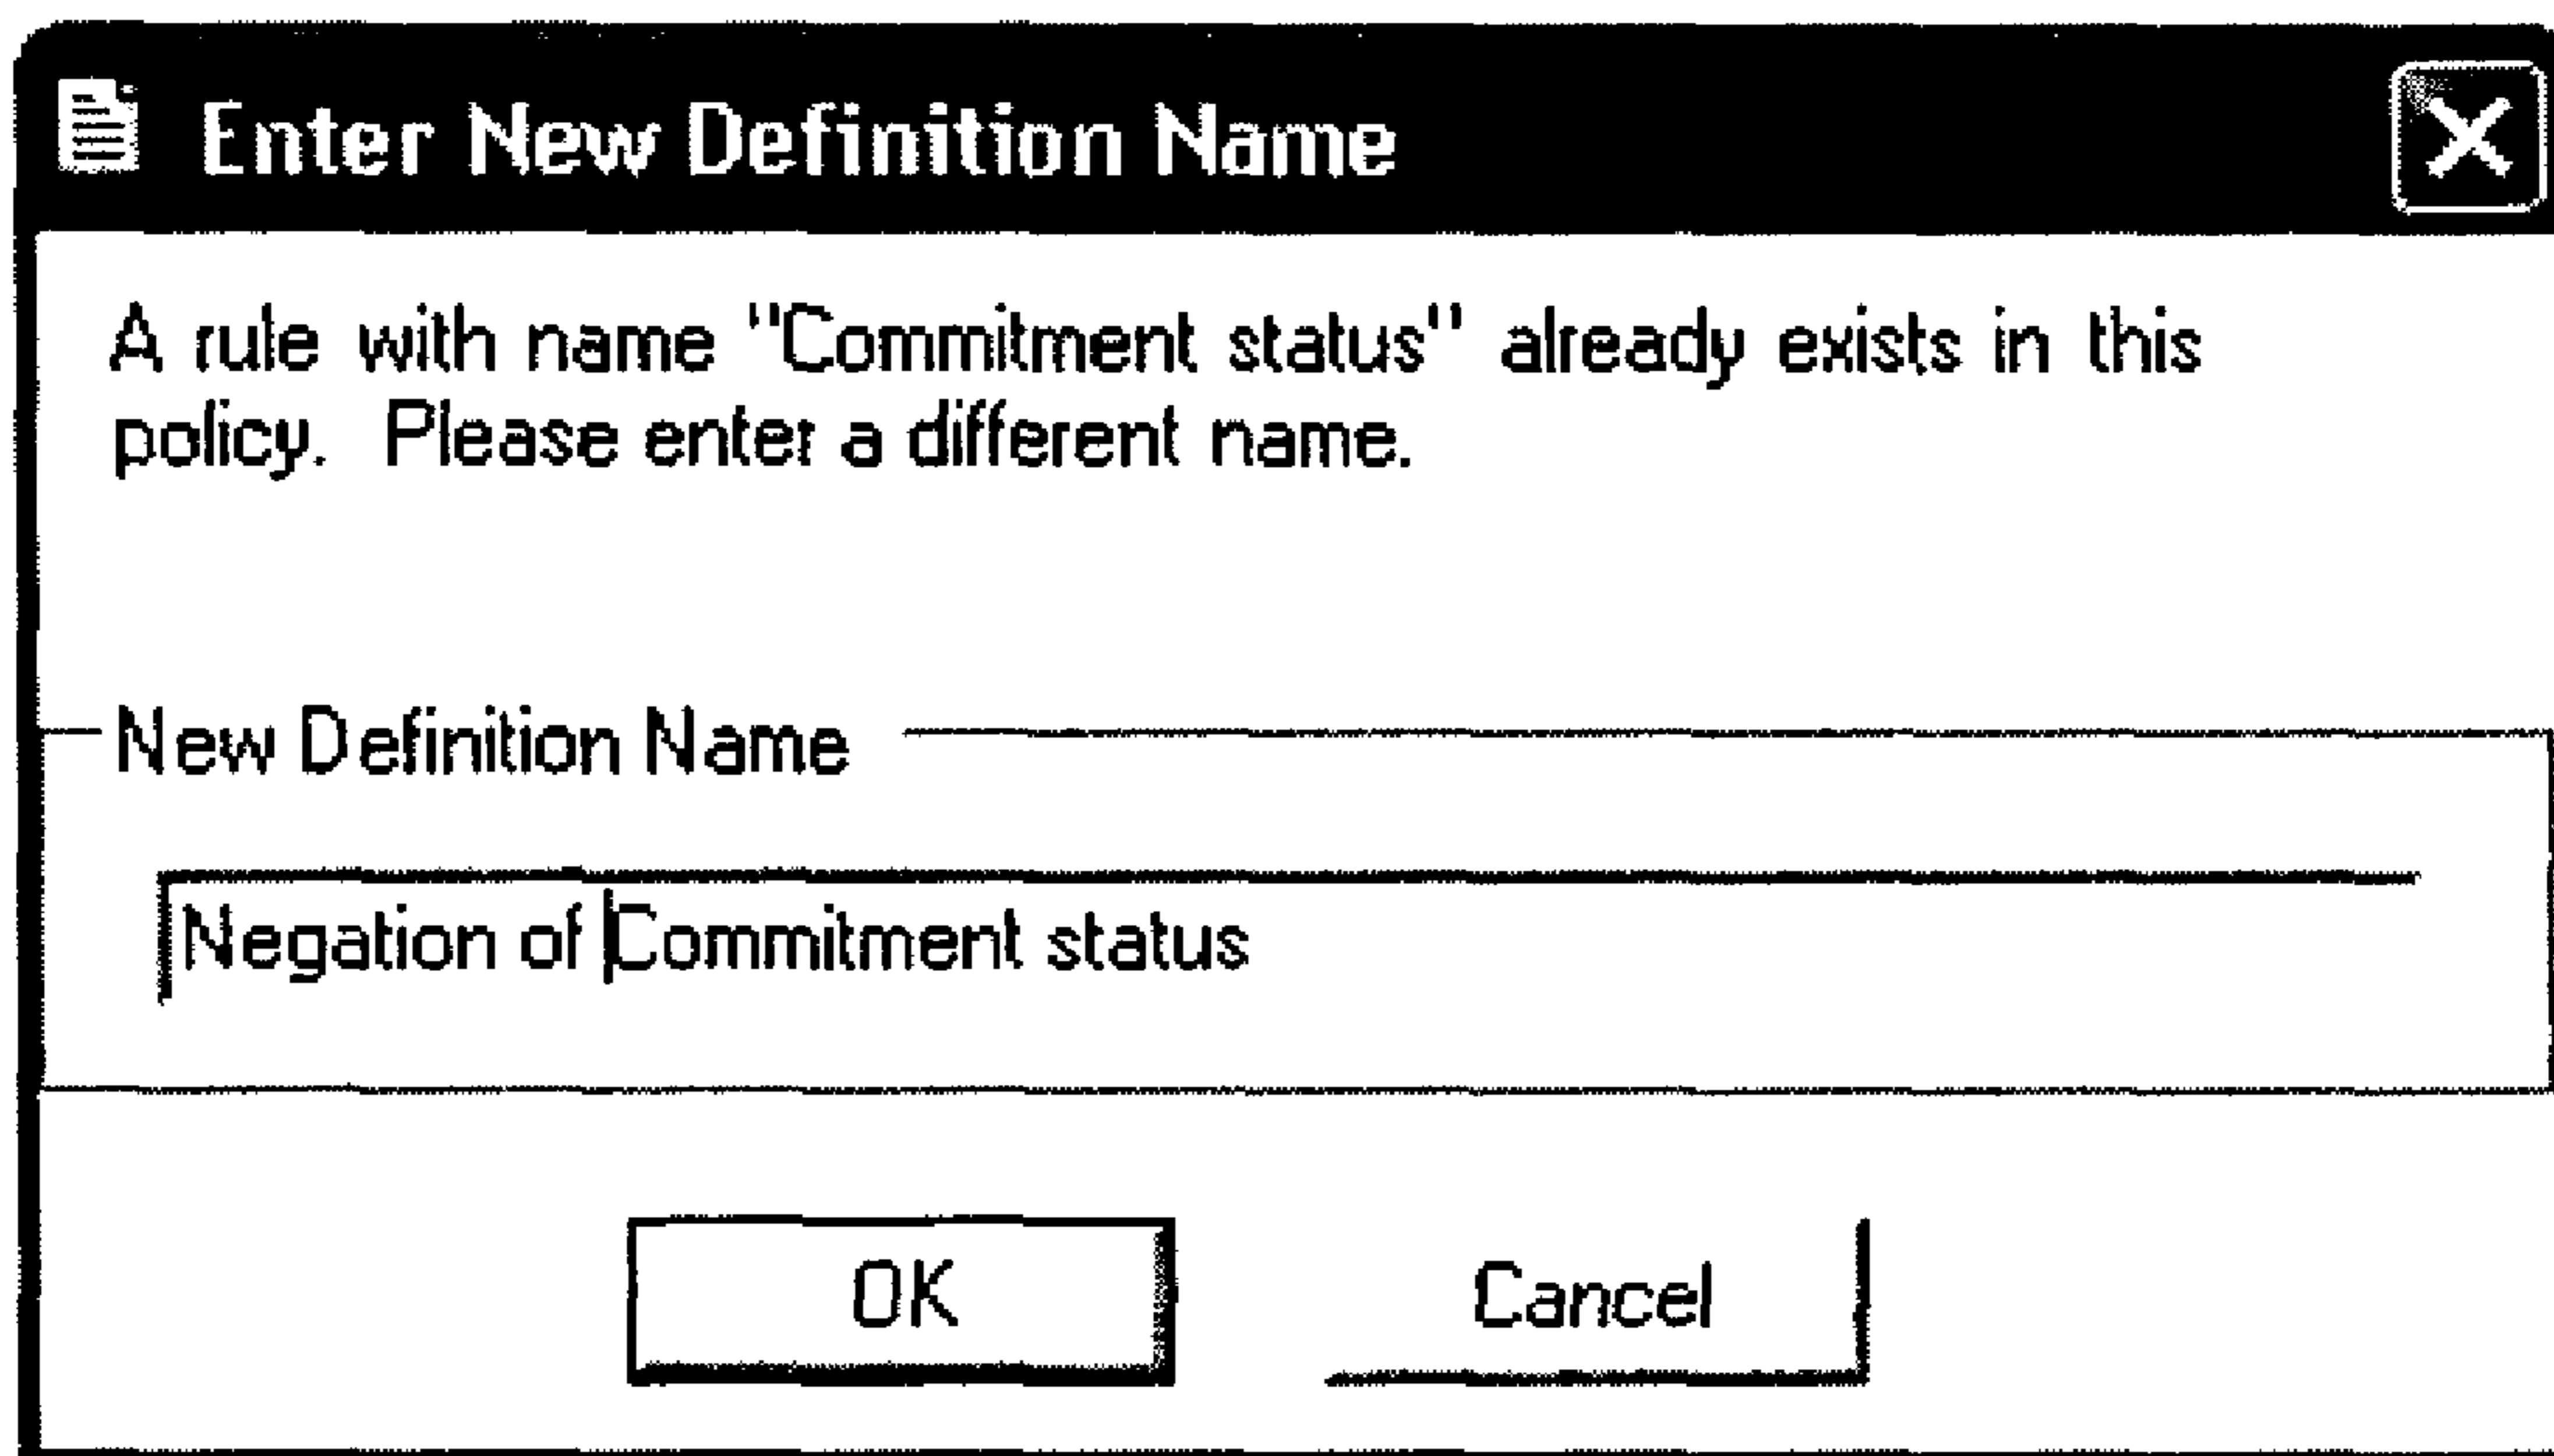 Enter New Definition Name
A rule with name "Commitment status" already exists in this
policy. Please enter a different name.
New Definition Name
Negation of Commitment status
OK
Cancel